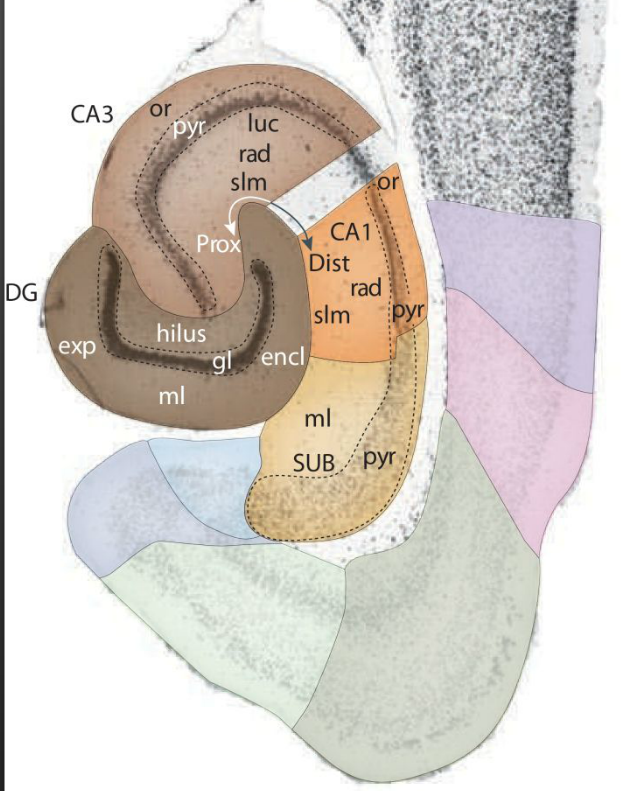 CA3
or
pyr
luc
rad
slm
or
Prox
CA1
Dist
DG
rad
slm
pyr
hilus
exp
gl
encl
ml
ml
SUB
pyr